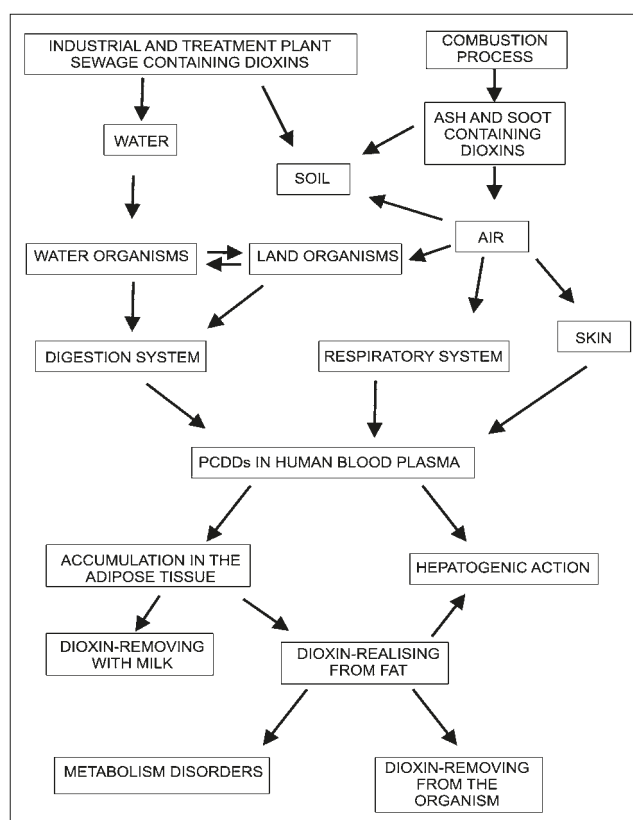 INDUSTRIAL AND TREATMENT PLANT
SEWAGE CONTAINING DIOXINS
COMBUSTION
PROCESS
WATER
ASH AND SOOT
CONTAINING
DIOXINS
SOIL
AIR
WATER ORGANISMS
LAND ORGANISMS
DIGESTION SYSTEM
RESPIRATORY SYSTEM
SKIN
PCDDs IN HUMAN BLOOD PLASMA
ACCUMULATION IN THE
ADIPOSE TISSUE
HEPATOGENIC ACTION
DIOXIN-REMOVING
WITH MILK
DIOXIN-REALISING
FROM FAT
METABOLISM DISORDERS
DIOXIN-REMOVING
FROM THE
ORGANISM